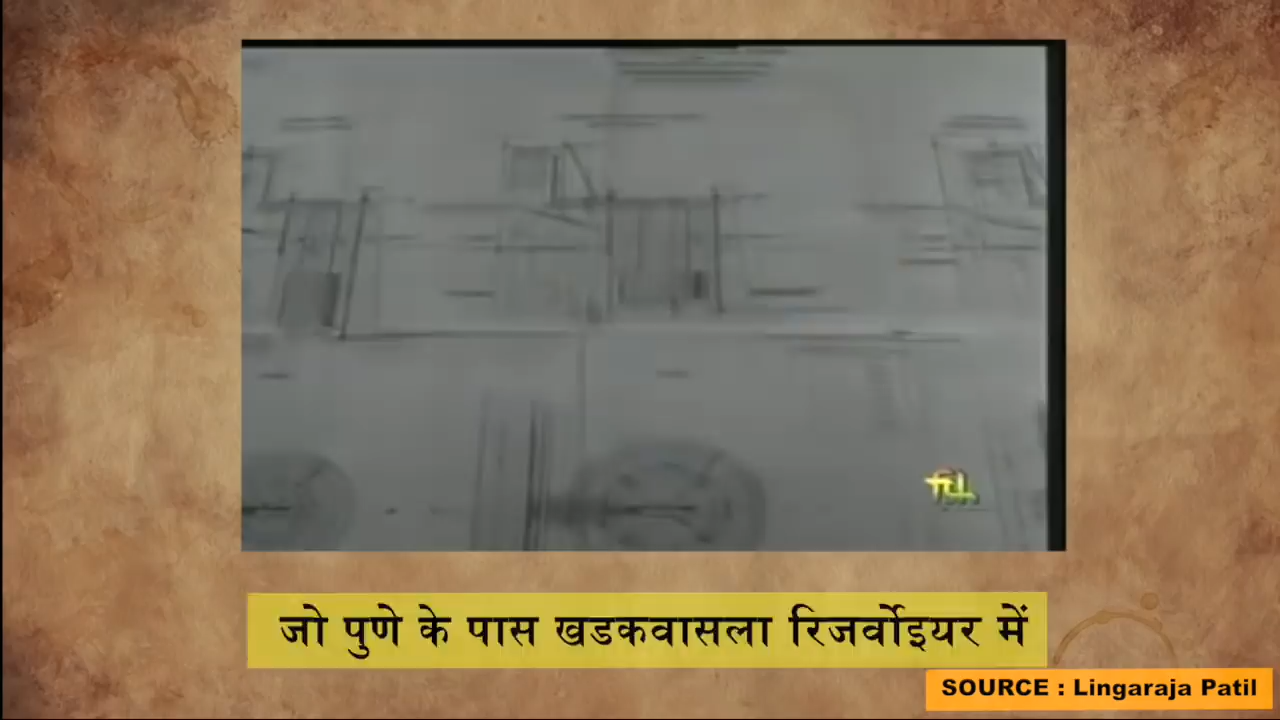 जो पुणे के पास खडकवासला रिजर्वोइयर में
SOURCE : Lingaraja Patil